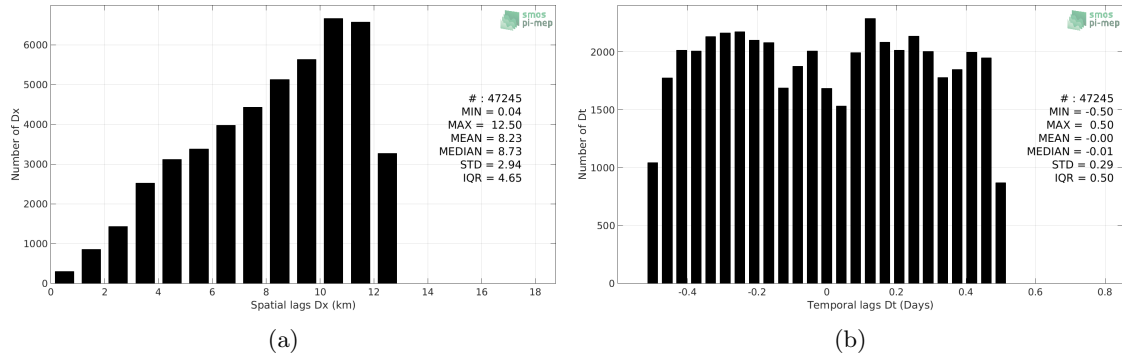 smos
pi-mep
Number of Dx
6000
5000
4000
3000
2000
1000
0
# : 47245
MIN = 0.04
MAX = 12.50
MEAN = 8.23
MEDIAN = 8.73
STD = 2.94
IQR = 4.65
0 2 4 6 8 10 12 14 16 18
Spatial lags Dx (km)
(a)
smos
pi-mep
Number of Dt
2000
1500
1000
500
0
# : 47245
MIN = -0.50
MAX = 0.50
MEAN = -0.00
MEDIAN = -0.01
STD = 0.29
IQR = 0.50
-0.4 -0.2 0 0.2 0.4 0.6 0.8
Temporal lags Dt (Days)
(b)